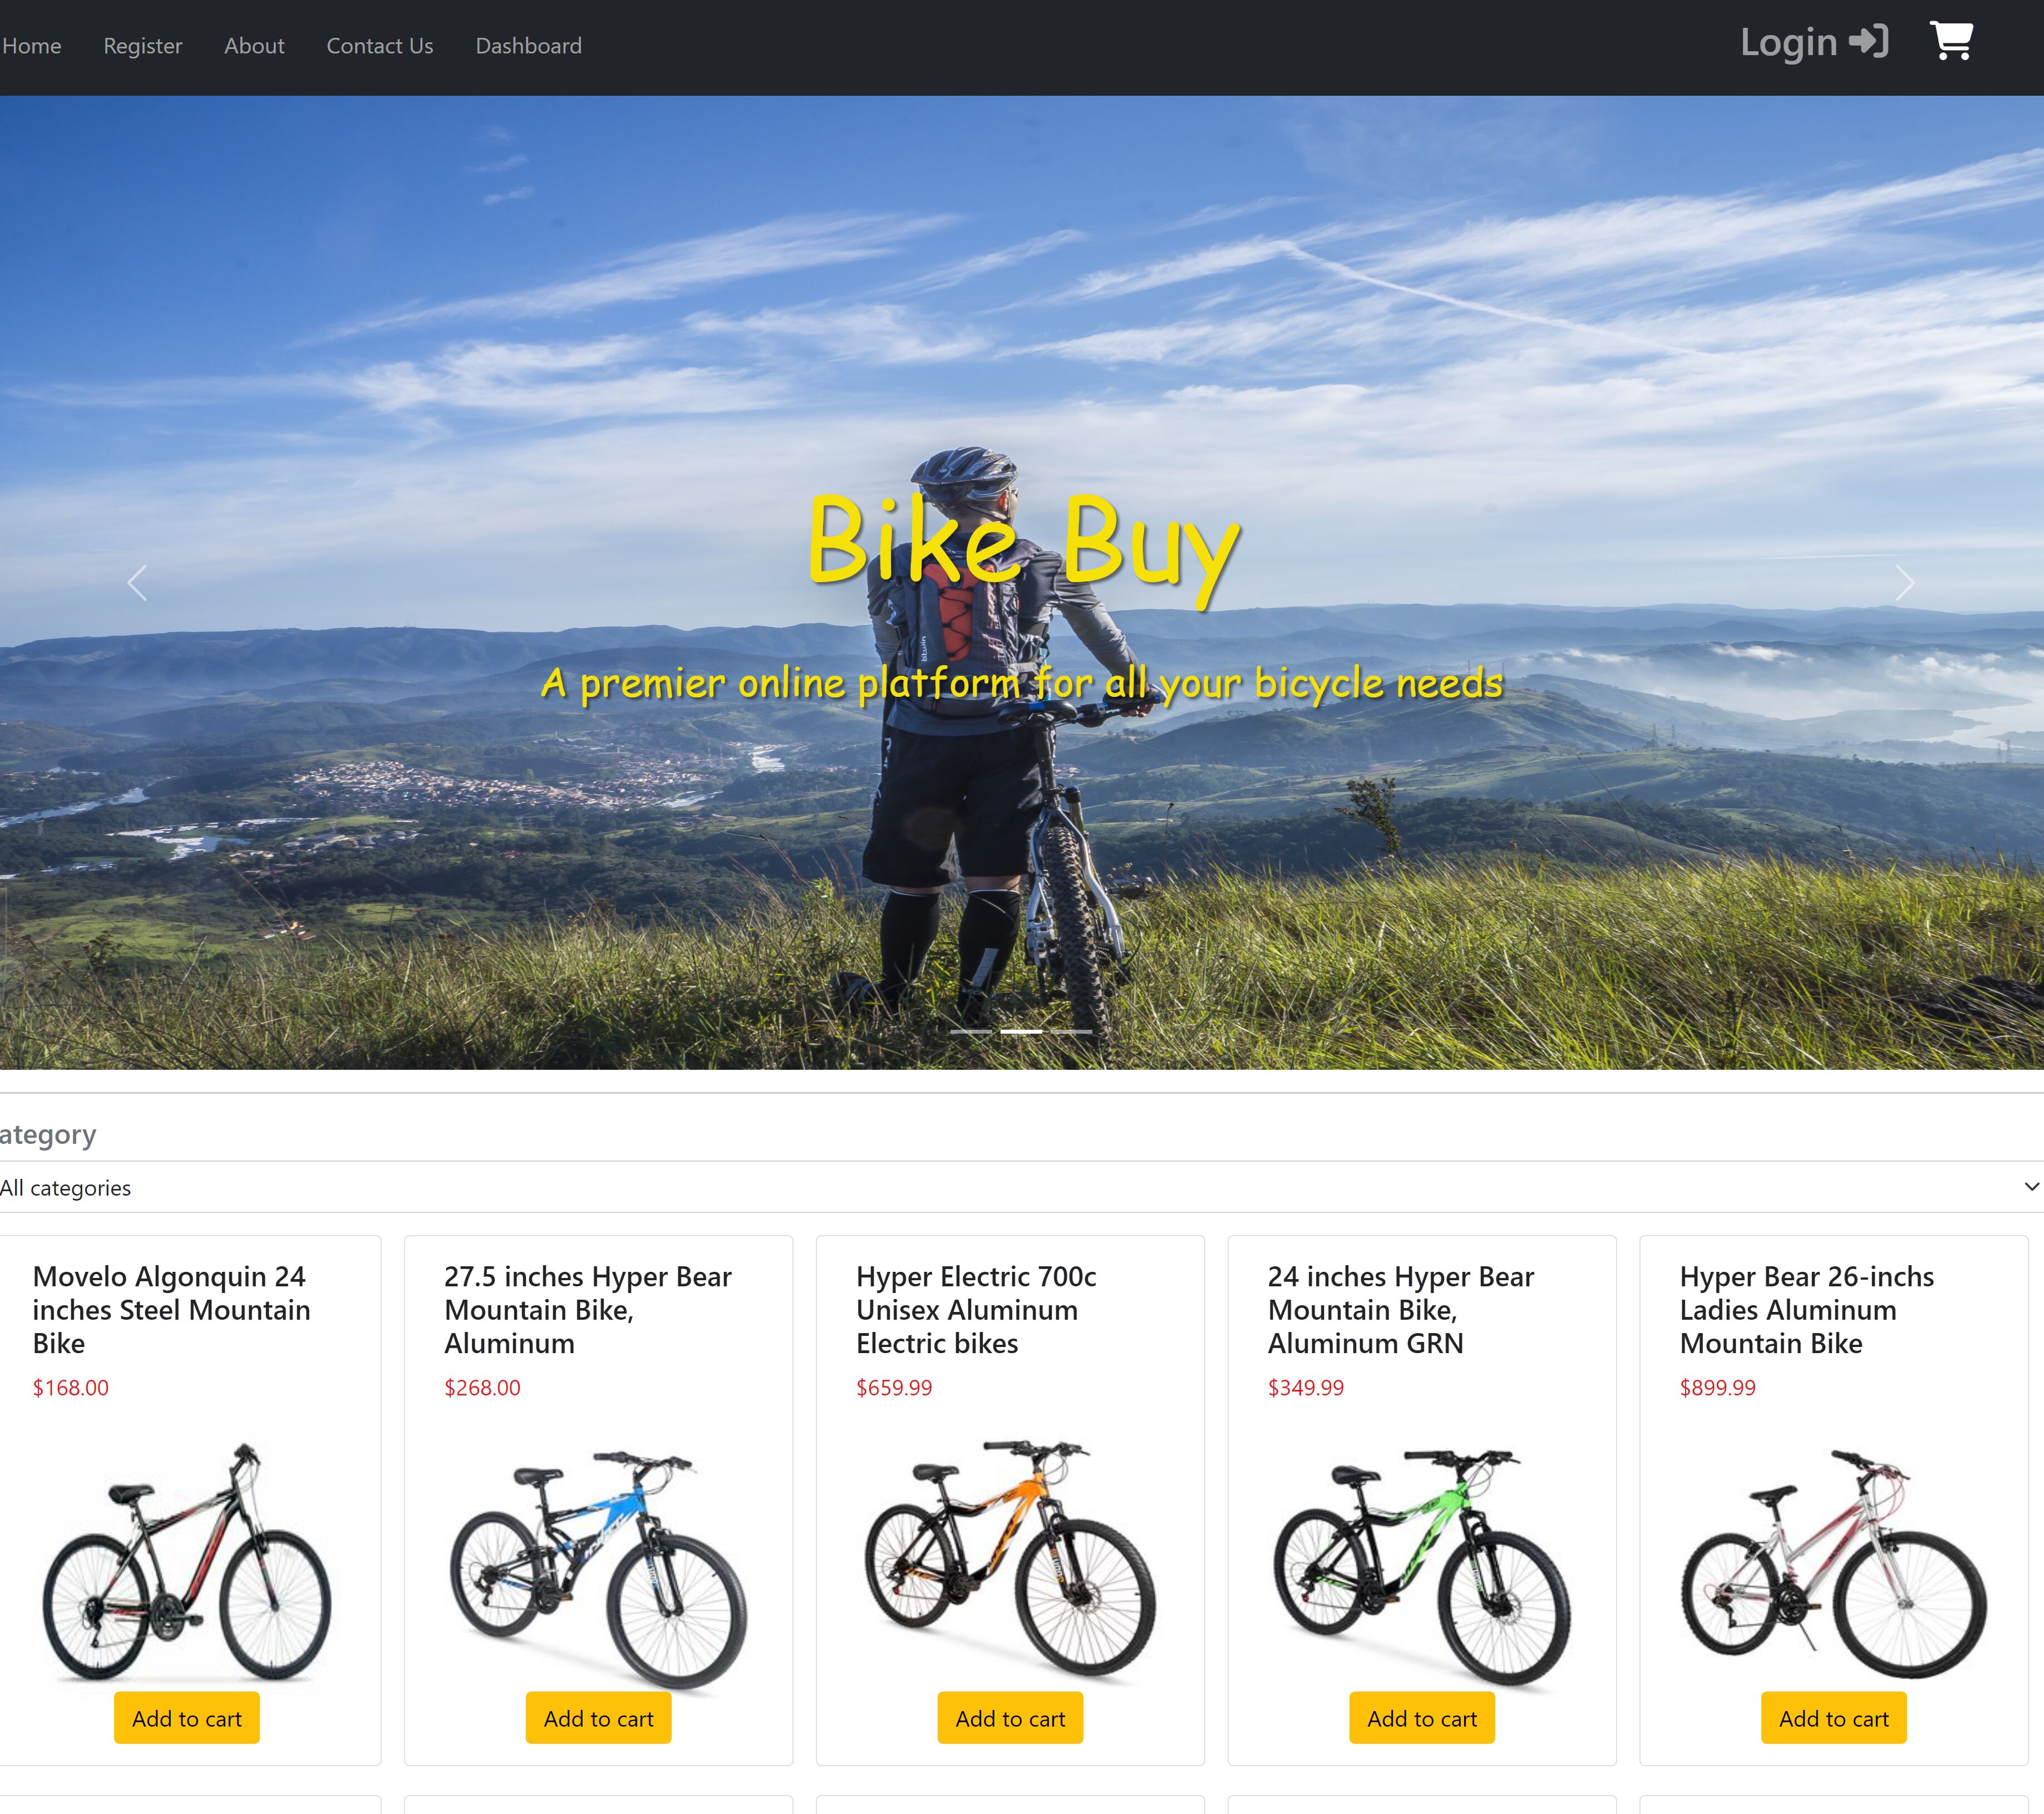 Home Register About Contact Us Dashboard Login
Bike Buy
btwin
A premier online platform for all your bicycle needs
ategory
All categories
Movelo Algonquin 24
inches Steel Mountain
Bike
$168.00
Add to cart
27.5 inches Hyper Bear
Mountain Bike,
Aluminum
$268.00
Add to cart
Hyper Electric 700c
Unisex Aluminum
Electric bikes
$659.99
Add to cart
24 inches Hyper Bear
Mountain Bike,
Aluminum GRN
$349.99
Add to cart
Hyper Bear 26-inchs
Ladies Aluminum
Mountain Bike
$899.99
Add to cart